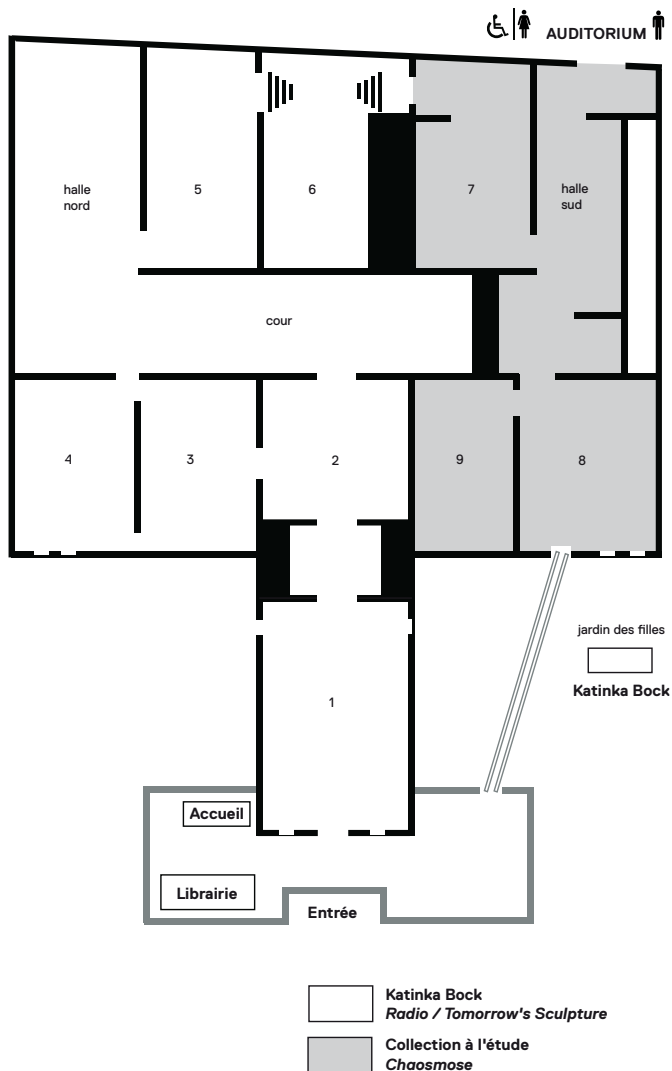 AUDITORIUM
halle
nord
5
6
7
halle
sud
cour
4
3
2
9
8
jardin des filles
Katinka Bock
1
Accueil
Librairie
Entrée
Katinka Bock
Radio / Tomorrow's Sculpture
Collection à l'étude
Chaosmose